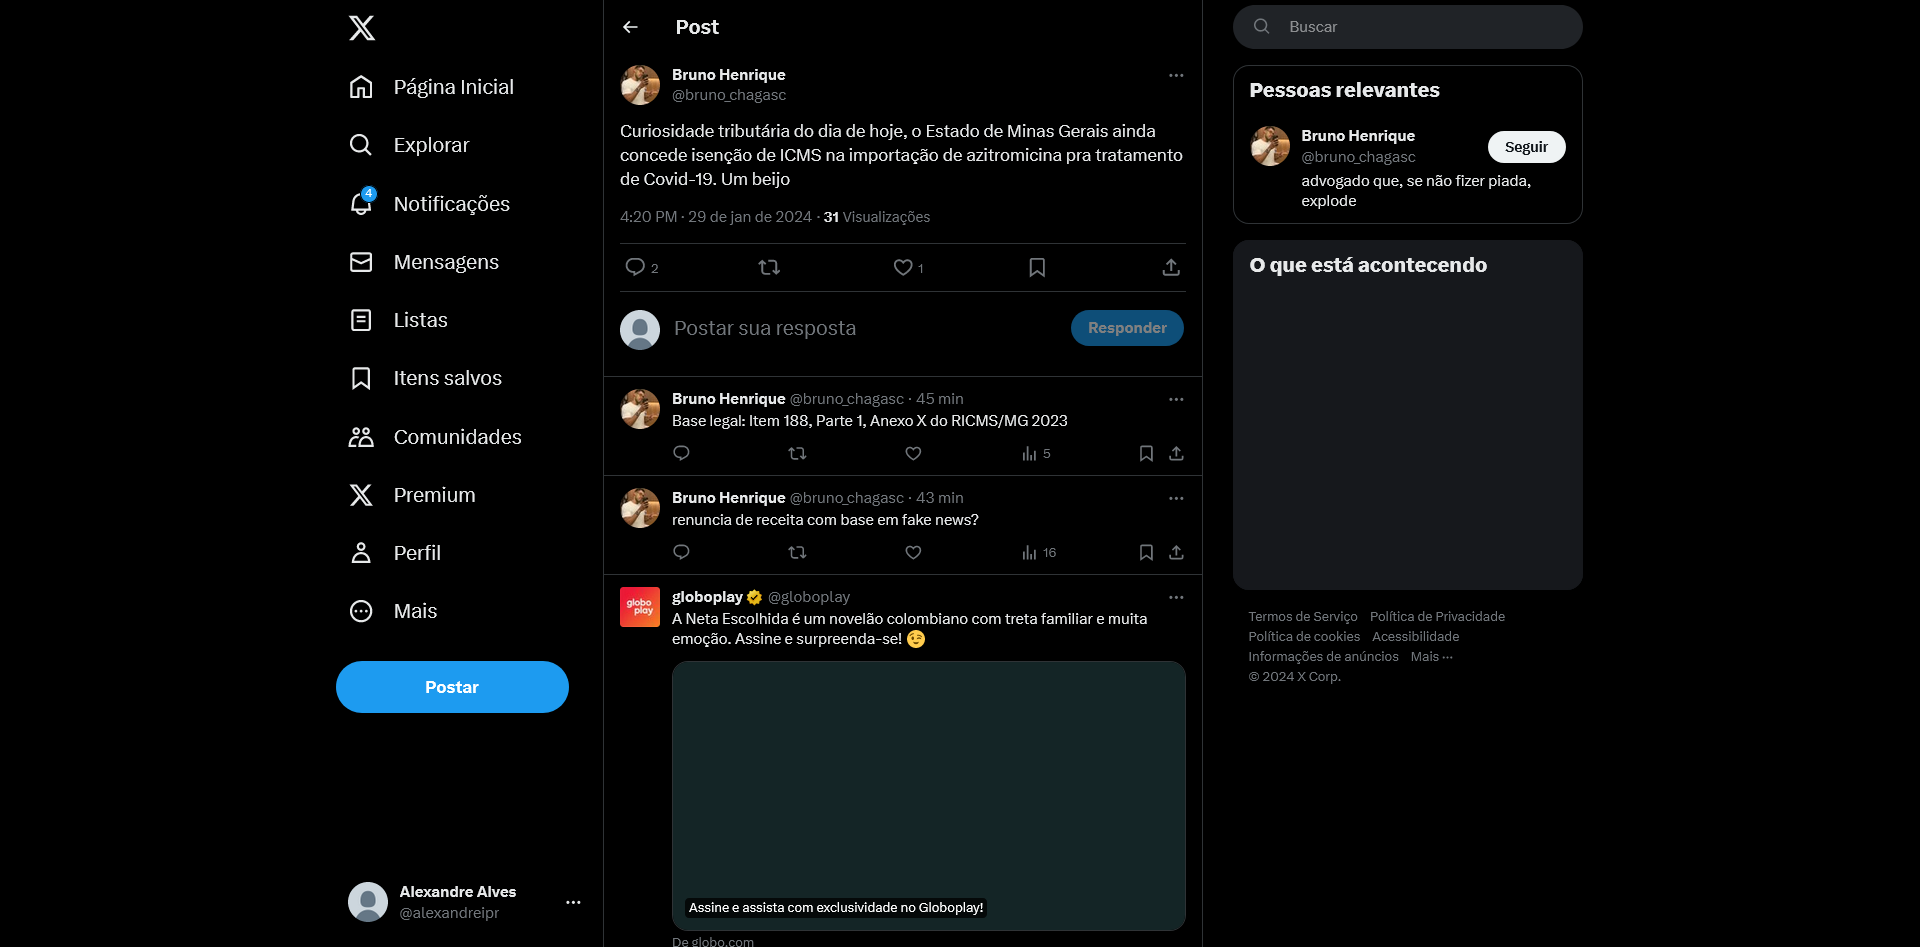 Página Inicial
Explorar
4
Notificações
Mensagens
Listas
Itens salvos
Comunidades
Premium
Perfil
Mais
Postar
Alexandre Alves
@alexandreipr
Post
Bruno Henrique
@bruno_chagasc
Curiosidade tributária do dia de hoje, o Estado de Minas Gerais ainda
concede isenção de ICMS na importação de azitromicina pra tratamento
de Covid-19. Um beijo
4:20 PM · 29 de jan de 2024 · 31 Visualizações
2
1
Postar sua resposta
Responder
Bruno Henrique @bruno_chagasc · 45 min
Base legal: Item 188, Parte 1, Anexo X do RICMS/MG 2023
5
Bruno Henrique @bruno_chagasc · 43 min
renuncia de receita com base em fake news?
16
globo
play
globoplay @globoplay
A Neta Escolhida é um novelão colombiano com treta familiar e muita
emoção. Assine e surpreenda-se! 😉
Assine e assista com exclusividade no Globoplay!
De globo.com
Buscar
Pessoas relevantes
Bruno Henrique
@bruno_chagasc
Seguir
advogado que, se não fizer piada,
explode
O que está acontecendo
Termos de Serviço Política de Privacidade
Política de cookies Acessibilidade
Informações de anúncios Mais ···
© 2024 X Corp.